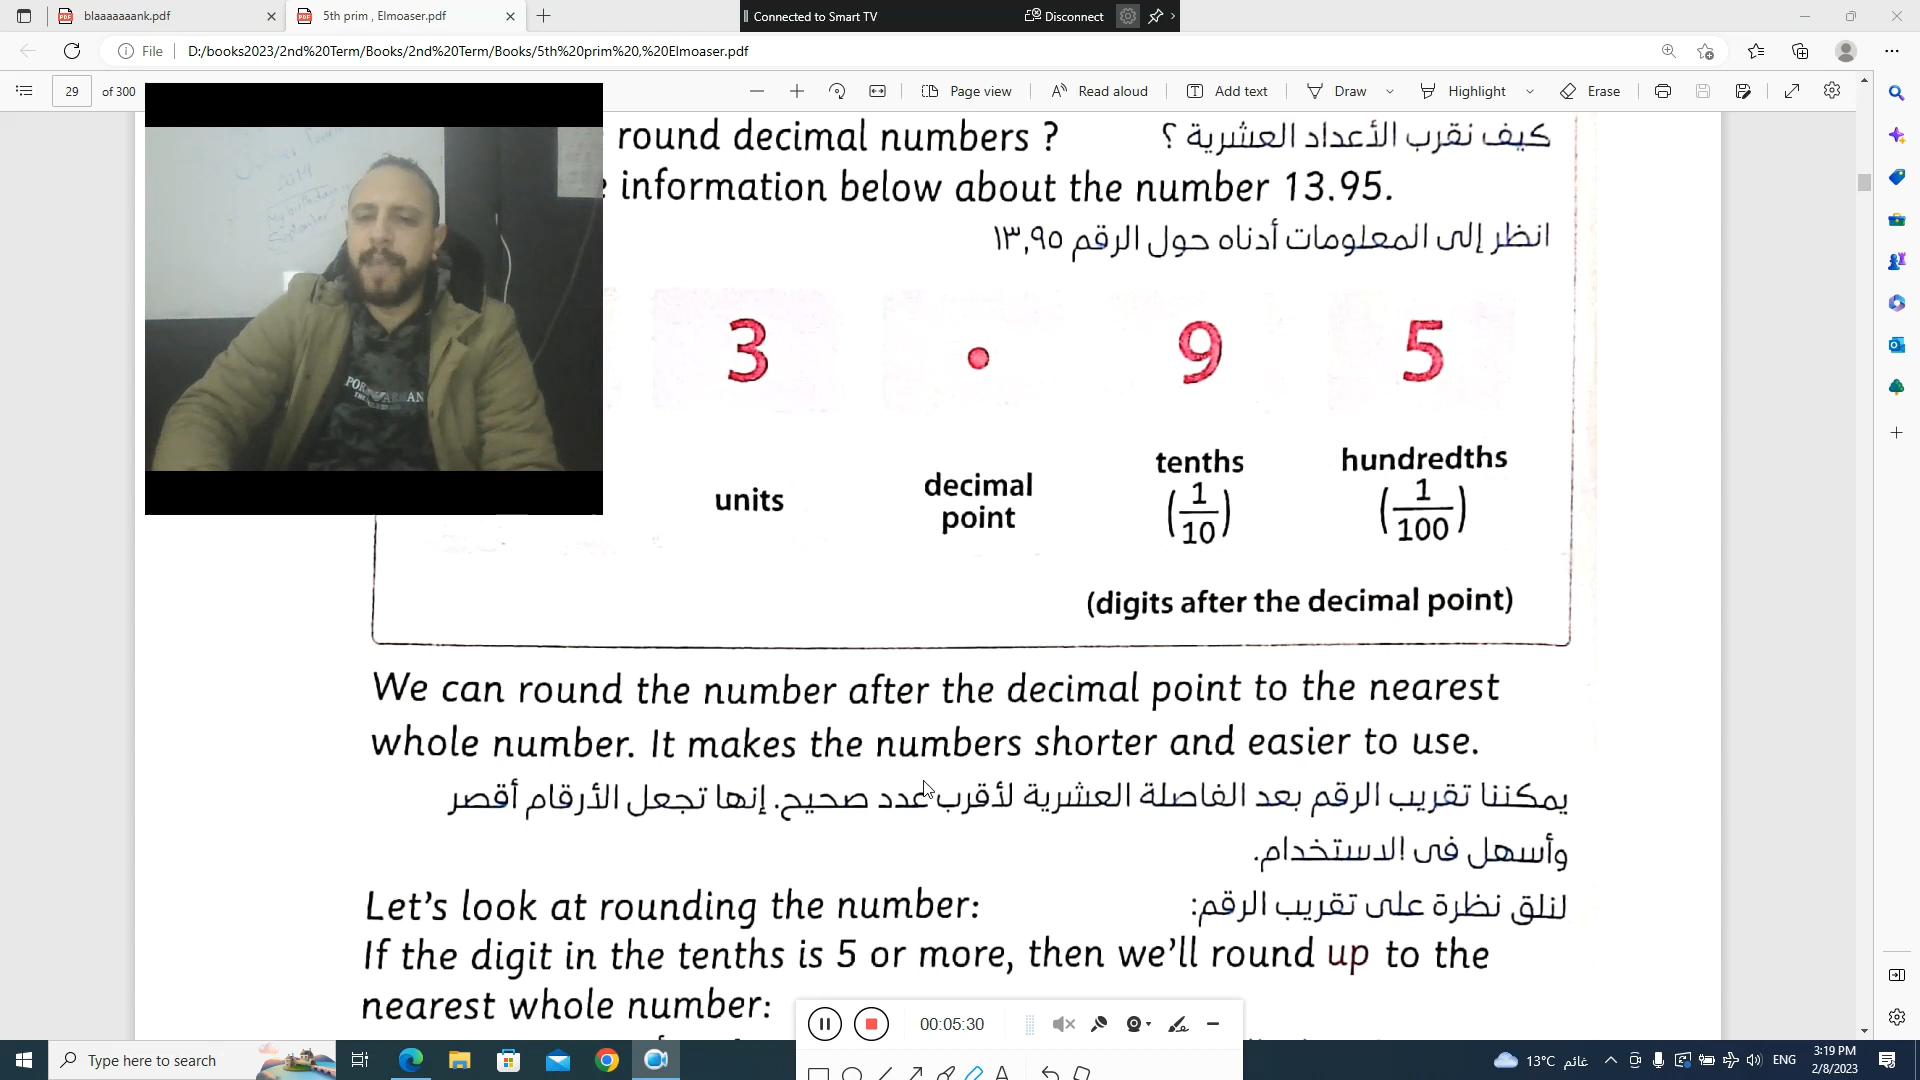 blaaaaaaank.pdf
5th prim , Elmoaser.pdf
Connected to Smart TV
Disconnect
File
D:/books2023/2nd%20Term/Books/2nd%20Term/Books/5th%20prim%20,%20Elmoaser.pdf
29
of 300
Page view
Read aloud
Add text
Draw
Highlight
Erase
round decimal numbers ?
كيف نقرب الأعداد العشرية ؟
information below about the number 13.95.
انظر إلى المعلومات أدناه حول الرقم ١٣,٩٥
3 . 9 5
units
decimal
point
tenths
(1/10)
hundredths
(1/100)
(digits after the decimal point)
We can round the number after the decimal point to the nearest
whole number. It makes the numbers shorter and easier to use.
يمكننا تقريب الرقم بعد الفاصلة العشرية لأقرب عدد صحيح. إنها تجعل الأرقام أقصر
وأسهل فى الاستخدام.
Let's look at rounding the number:
لنلق نظرة على تقريب الرقم:
If the digit in the tenths is 5 or more, then we'll round up to the
nearest whole number:
00:05:30
Type here to search
13°C غائم
ENG
3:19 PM
2/8/2023